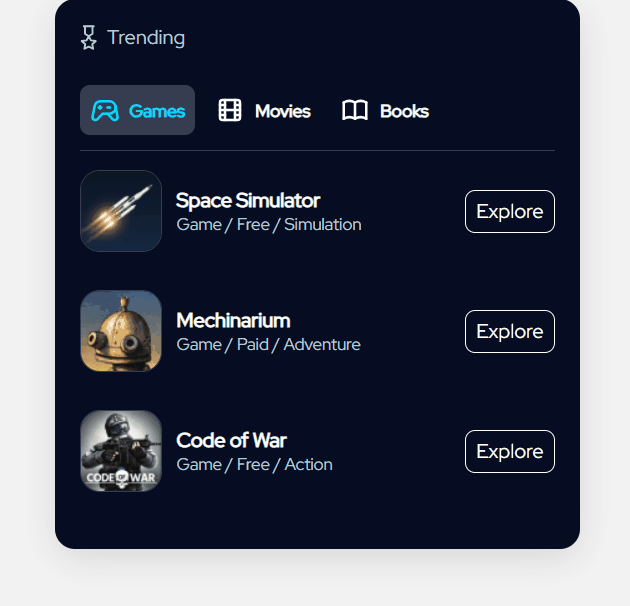 Trending
Games Movies Books
Space Simulator
Game / Free / Simulation
Explore
Mechinarium
Game / Paid / Adventure
Explore
Code of War
Game / Free / Action
Explore
CODE OF WAR